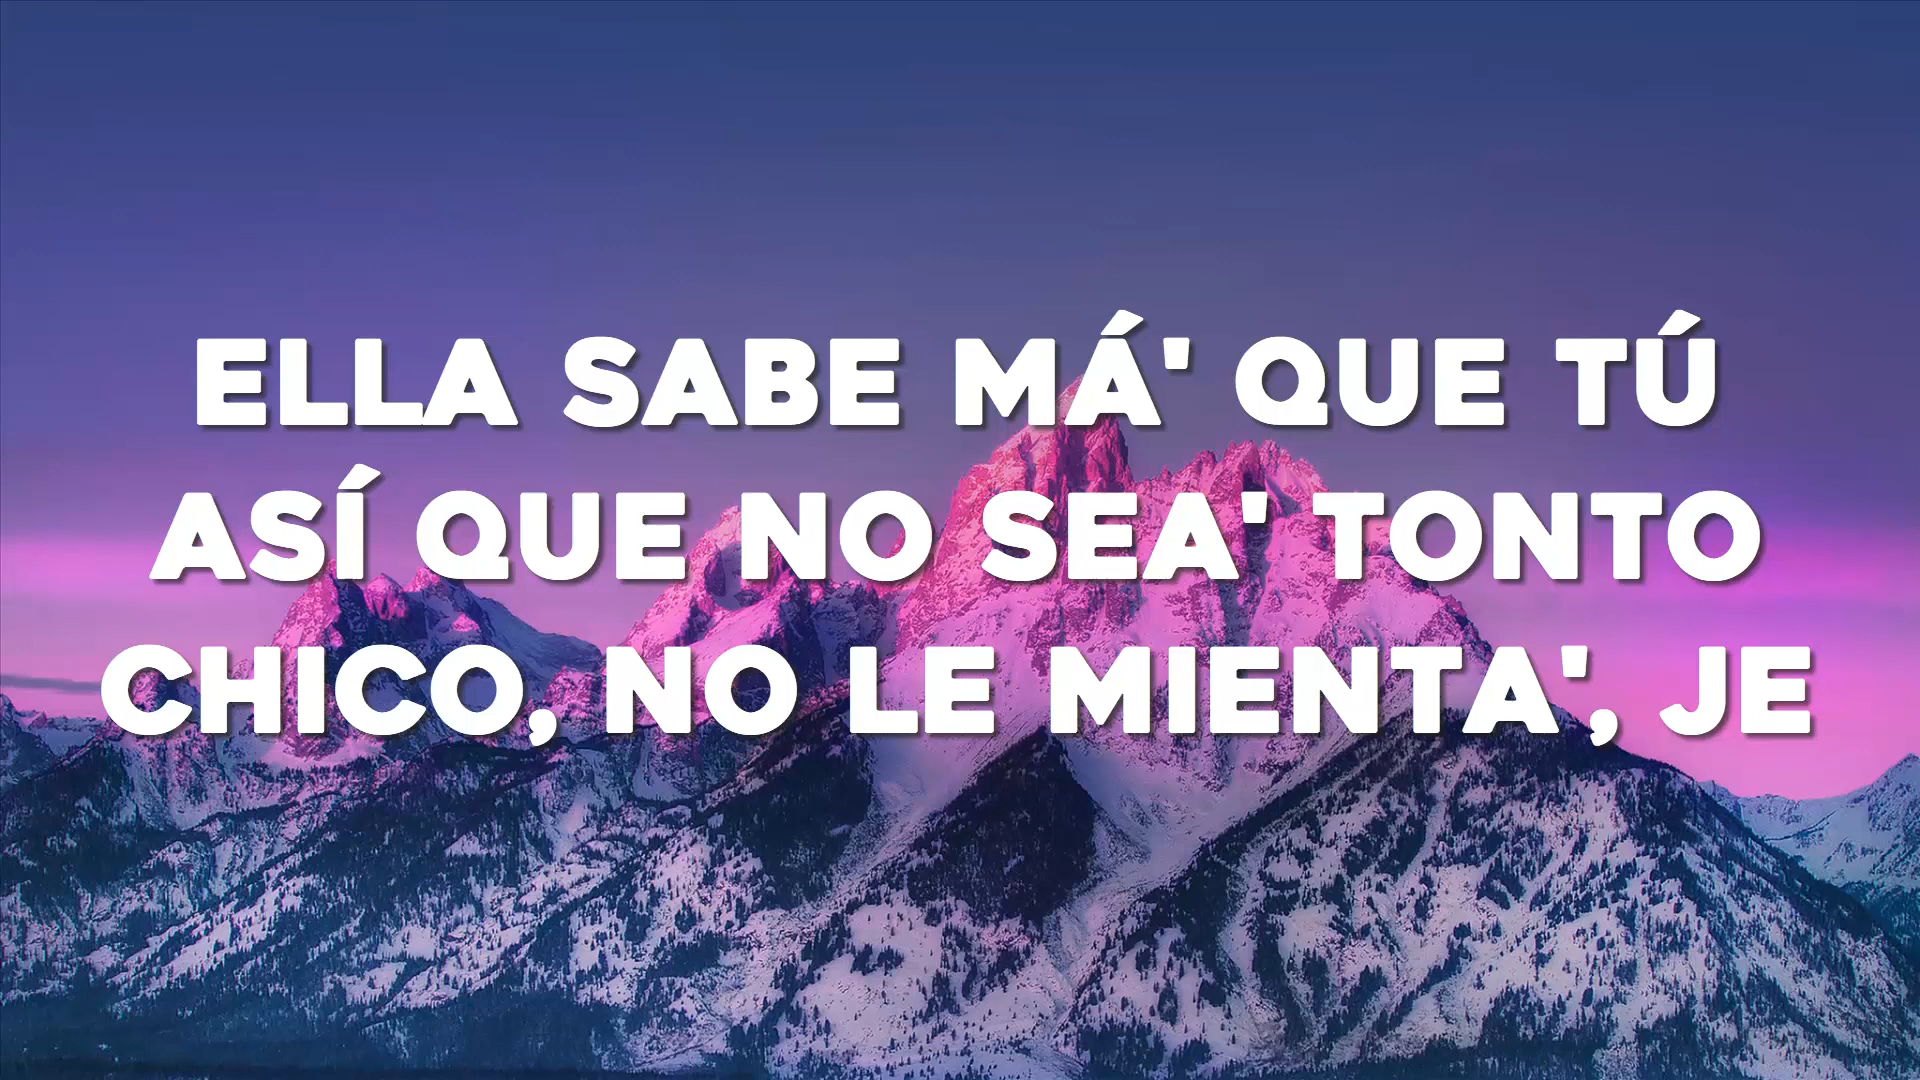 ELLA SABE MÁ' QUE TÚ
ASÍ QUE NO SEA' TONTO
CHICO, NO LE MIENTA', JE